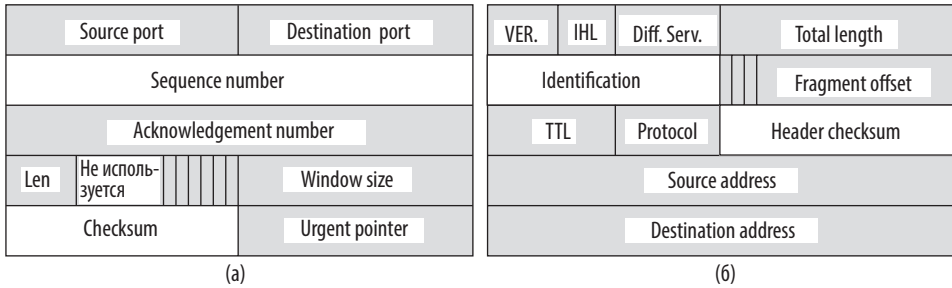 Source port Destination port
Sequence number
Acknowledgement number
Len Не исполь-
зуется Window size
Checksum Urgent pointer
(а)
VER. IHL Diff. Serv. Total length
Identification Fragment offset
TTL Protocol Header checksum
Source address
Destination address
(б)